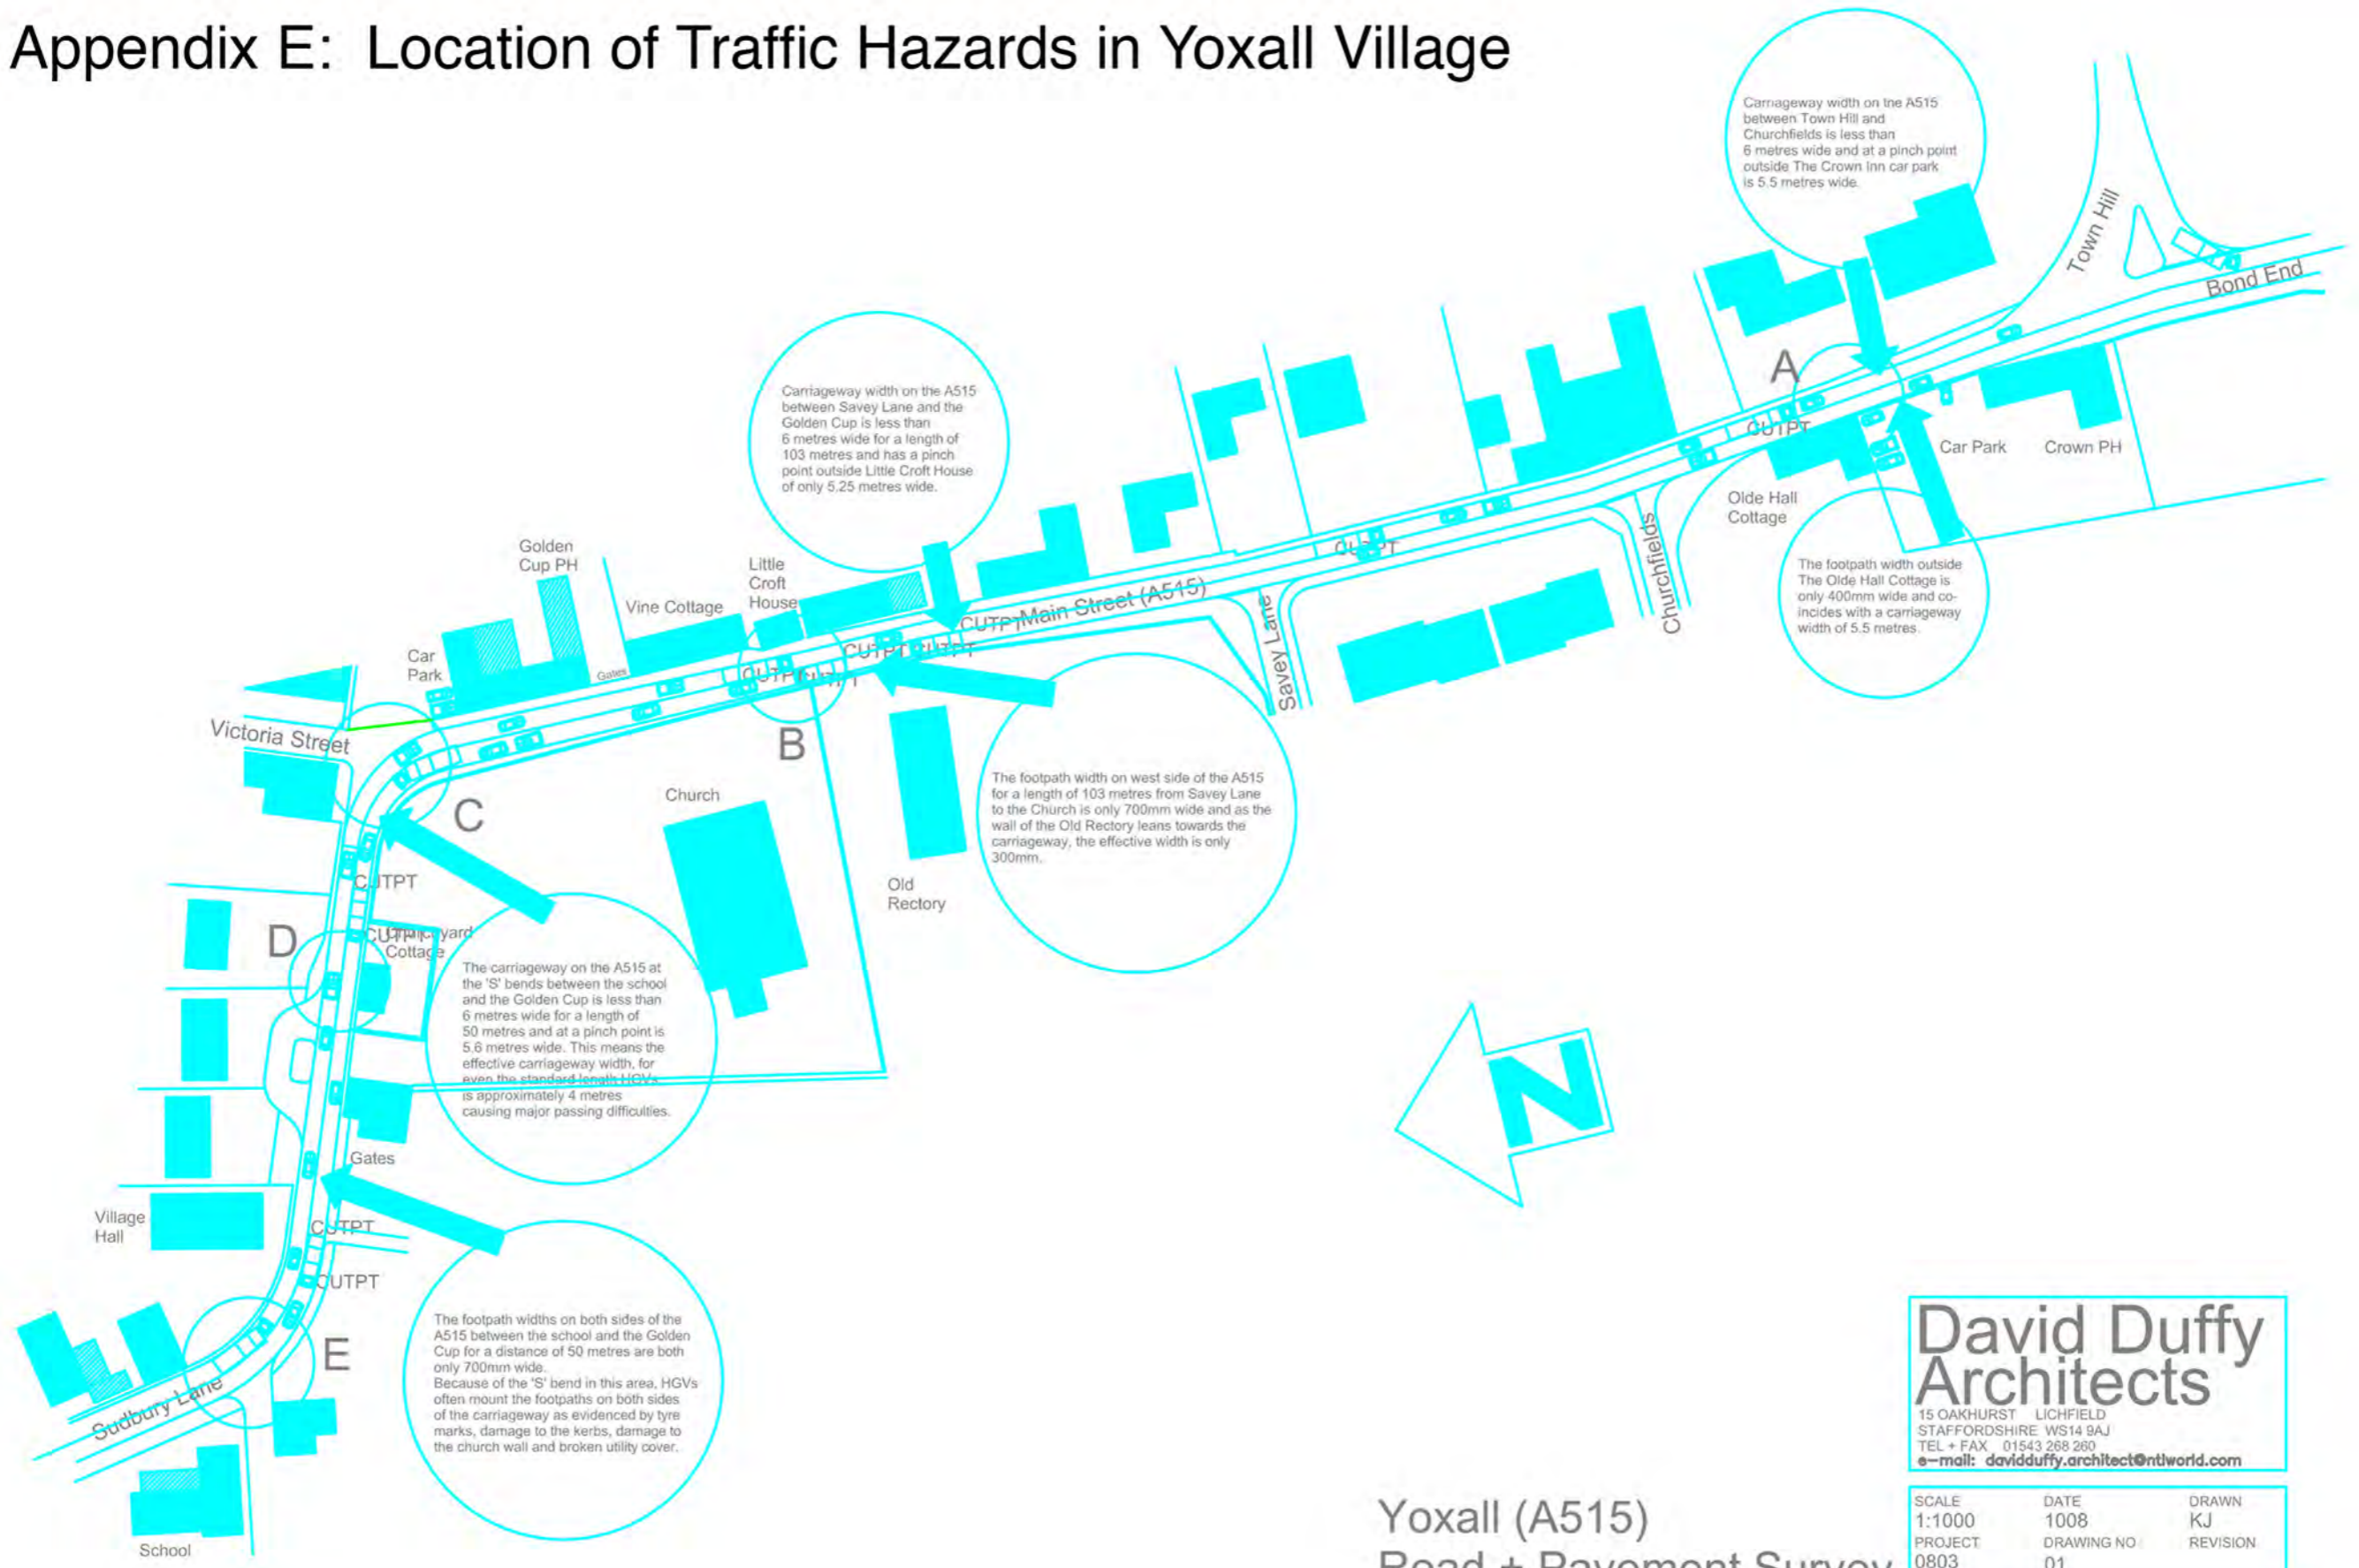 Appendix E: Location of Traffic Hazards in Yoxall Village
Carriageway width on the A515
between Town Hill and
Churchfields is less than
6 metres wide and at a pinch point
outside The Crown Inn car park
is 5.5 metres wide.
Town Hill
Bond End
A
CUTPT
Car Park
Crown PH
Olde Hall
Cottage
Churchfields
The footpath width outside
The Olde Hall Cottage is
only 400mm wide and co-
incides with a carriageway
width of 5.5 metres.
Carriageway width on the A515
between Savey Lane and the
Golden Cup is less than
6 metres wide for a length of
103 metres and has a pinch
point outside Little Croft House
of only 5.25 metres wide.
CUTPT
Golden
Cup PH
Little
Croft
House
Vine Cottage
Main Street (A515)
CUTPT
CUTPT
CUTPT
CUTPT
CUTPT
Savey Lane
Car
Park
Gates
Victoria Street
B
C
Church
The footpath width on west side of the A515
for a length of 103 metres from Savey Lane
to the Church is only 700mm wide and as the
wall of the Old Rectory leans towards the
carriageway, the effective width is only
300mm.
Old
Rectory
CUTPT
D
CUTPT
Cottage
The carriageway on the A515 at
the 'S' bends between the school
and the Golden Cup is less than
6 metres wide for a length of
50 metres and at a pinch point is
5.6 metres wide. This means the
effective carriageway width, for
even the standard length HGVs
is approximately 4 metres
causing major passing difficulties.
N
Gates
Village
Hall
CUTPT
CUTPT
E
The footpath widths on both sides of the
A515 between the school and the Golden
Cup for a distance of 50 metres are both
only 700mm wide.
Because of the 'S' bend in this area, HGVs
often mount the footpaths on both sides
of the carriageway as evidenced by tyre
marks, damage to the kerbs, damage to
the church wall and broken utility cover.
Sudbury Lane
School
David Duffy
Architects
15 OAKHURST LICHFIELD
STAFFORDSHIRE WS14 9AJ
TEL + FAX 01543 268 260
e-mail: davidduffy.architect@ntlworld.com
Yoxall (A515)
Road + Pavement Survey
SCALE DATE DRAWN
1:1000 1008 KJ
PROJECT DRAWING NO REVISION
0803 01